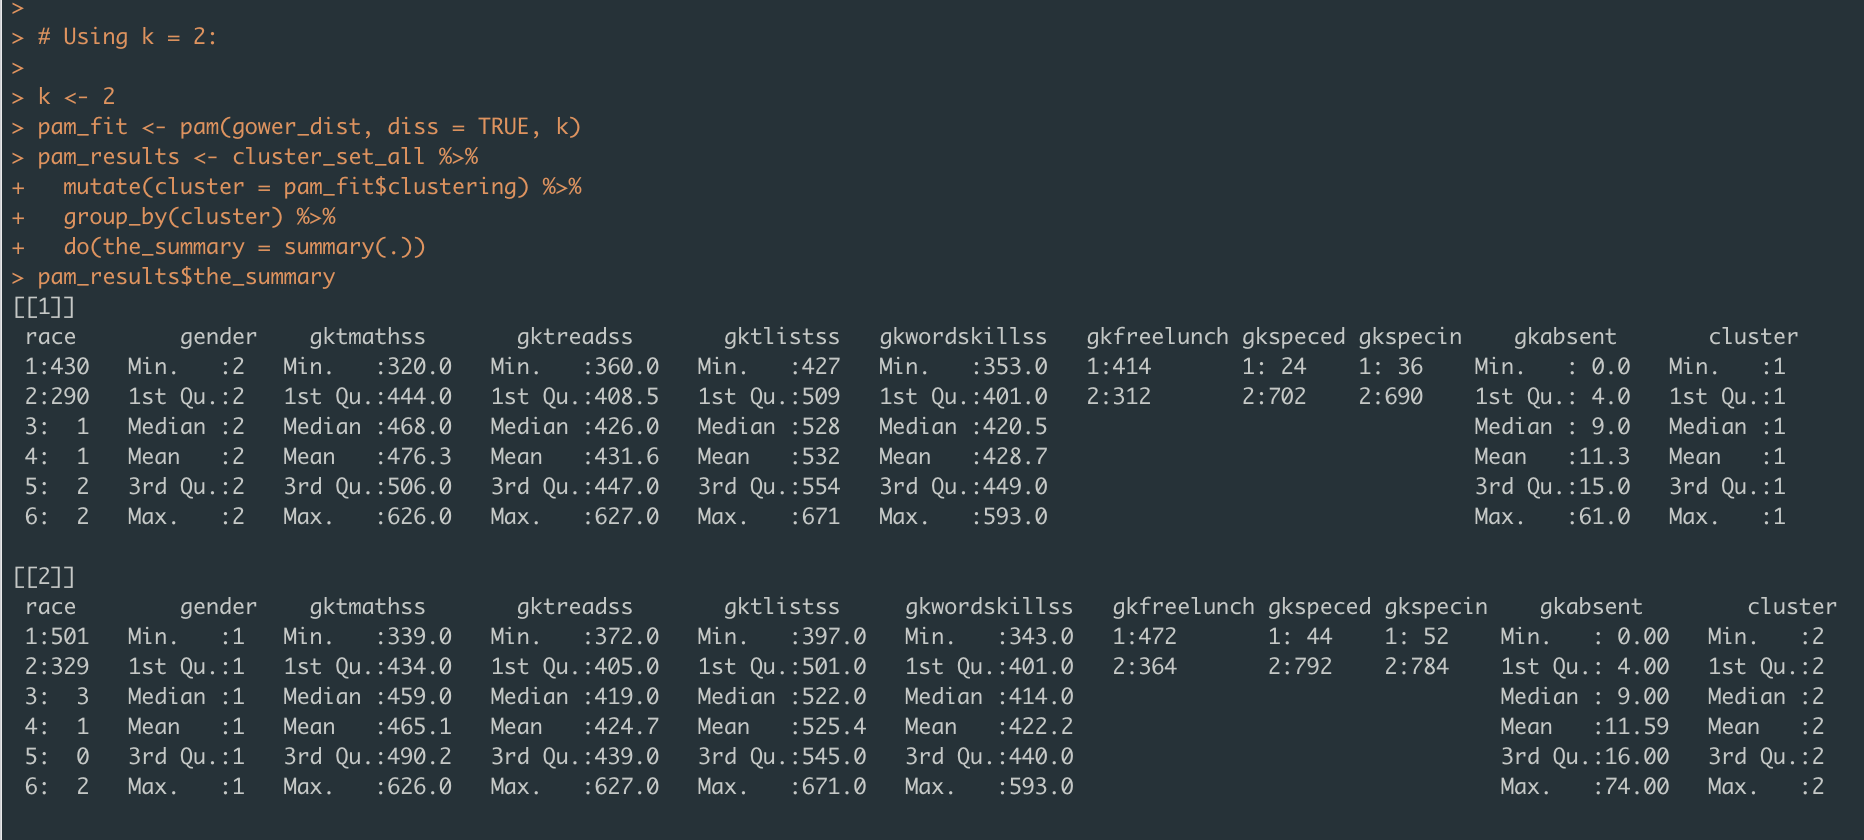 >
> # Using k = 2:
>
> k <- 2
> pam_fit <- pam(gower_dist, diss = TRUE, k)
> pam_results <- cluster_set_all %>%
+   mutate(cluster = pam_fit$clustering) %>%
+   group_by(cluster) %>%
+   do(the_summary = summary(.))
> pam_results$the_summary
[[1]]
 race       gender    gktmathss       gktreadss       gktlistss   gkwordskillss   gkfreelunch gkspeced gkspecin    gkabsent       cluster 
 1:430   Min.   :2   Min.   :320.0   Min.   :360.0   Min.   :427   Min.   :353.0   1:414       1: 24    1: 36    Min.   : 0.0   Min.   :1
 2:290   1st Qu.:2   1st Qu.:444.0   1st Qu.:408.5   1st Qu.:509   1st Qu.:401.0   2:312       2:702    2:690    1st Qu.: 4.0   1st Qu.:1
 3:  1   Median :2   Median :468.0   Median :426.0   Median :528   Median :420.5                                 Median : 9.0   Median :1
 4:  1   Mean   :2   Mean   :476.3   Mean   :431.6   Mean   :532   Mean   :428.7                                 Mean   :11.3   Mean   :1
 5:  2   3rd Qu.:2   3rd Qu.:506.0   3rd Qu.:447.0   3rd Qu.:554   3rd Qu.:449.0                                 3rd Qu.:15.0   3rd Qu.:1
 6:  2   Max.   :2   Max.   :626.0   Max.   :627.0   Max.   :671   Max.   :593.0                                 Max.   :61.0   Max.   :1
[[2]]
 race       gender    gktmathss       gktreadss       gktlistss     gkwordskillss   gkfreelunch gkspeced gkspecin    gkabsent        cluster
 1:501   Min.   :1   Min.   :339.0   Min.   :372.0   Min.   :397.0   Min.   :343.0   1:472       1: 44    1: 52    Min.   : 0.00   Min.   :2
 2:329   1st Qu.:1   1st Qu.:434.0   1st Qu.:405.0   1st Qu.:501.0   1st Qu.:401.0   2:364       2:792    2:784    1st Qu.: 4.00   1st Qu.:2
 3:  3   Median :1   Median :459.0   Median :419.0   Median :522.0   Median :414.0                                 Median : 9.00   Median :2
 4:  1   Mean   :1   Mean   :465.1   Mean   :424.7   Mean   :525.4   Mean   :422.2                                 Mean   :11.59   Mean   :2
 5:  0   3rd Qu.:1   3rd Qu.:490.2   3rd Qu.:439.0   3rd Qu.:545.0   3rd Qu.:440.0                                 3rd Qu.:16.00   3rd Qu.:2
 6:  2   Max.   :1   Max.   :626.0   Max.   :627.0   Max.   :671.0   Max.   :593.0                                 Max.   :74.00   Max.   :2